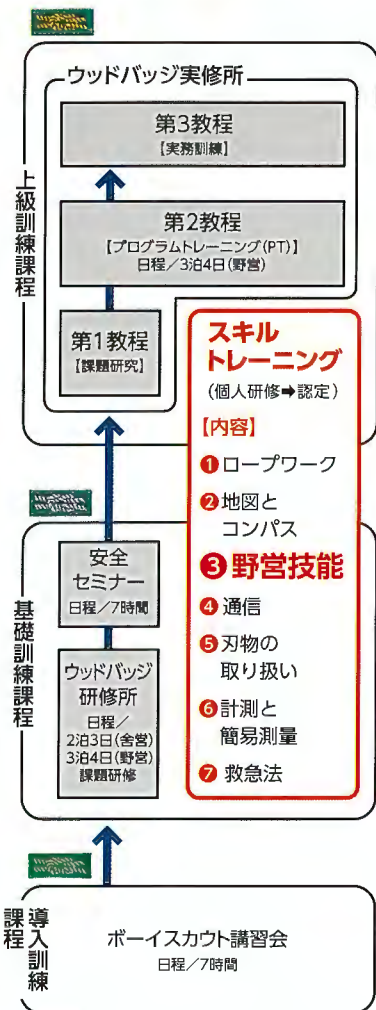 上級訓練課程
ウッドバッジ実修所
第3教程
【実務訓練】
第2教程
【プログラムトレーニング(PT)】
日程/3泊4日(野営)
第1教程
【課題研究】
スキル
トレーニング
(個人研修➡認定)
【内容】
❶ロープワーク
❷地図と
コンパス
❸野営技能
❹通信
❺刃物の
取り扱い
❻計測と
簡易測量
❼救急法
基礎訓練課程
安全
セミナー
日程/7時間
ウッドバッジ
研修所
日程/
2泊3日(舎営)
3泊4日(野営)
課題研修
導入訓練
課程
ボーイスカウト講習会
日程/7時間